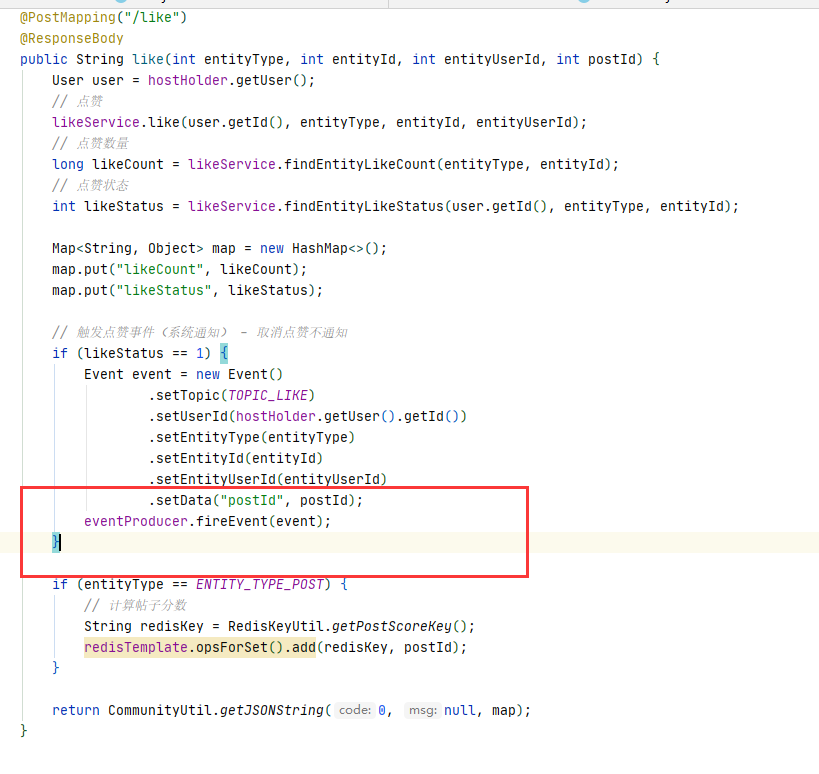 @PostMapping("/like")
@ResponseBody
public String like(int entityType, int entityId, int entityUserId, int postId) {
User user = hostHolder.getUser();
// 点赞
likeService.like(user.getId(), entityType, entityId, entityUserId);
// 点赞数量
long likeCount = likeService.findEntityLikeCount(entityType, entityId);
// 点赞状态
int likeStatus = likeService.findEntityLikeStatus(user.getId(), entityType, entityId);
Map<String, Object> map = new HashMap<>();
map.put("likeCount", likeCount);
map.put("likeStatus", likeStatus);
// 触发点赞事件（系统通知） - 取消点赞不通知
if (likeStatus == 1) {
Event event = new Event()
.setTopic(TOPIC_LIKE)
.setUserId(hostHolder.getUser().getId())
.setEntityType(entityType)
.setEntityId(entityId)
.setEntityUserId(entityUserId)
.setData("postId", postId);
eventProducer.fireEvent(event);
}
if (entityType == ENTITY_TYPE_POST) {
// 计算帖子分数
String redisKey = RedisKeyUtil.getPostScoreKey();
redisTemplate.opsForSet().add(redisKey, postId);
}
return CommunityUtil.getJSONString( code: 0, msg: null, map);
}